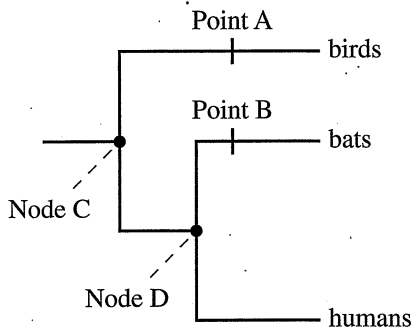 Point A
birds
Point B
bats
Node C
Node D
humans